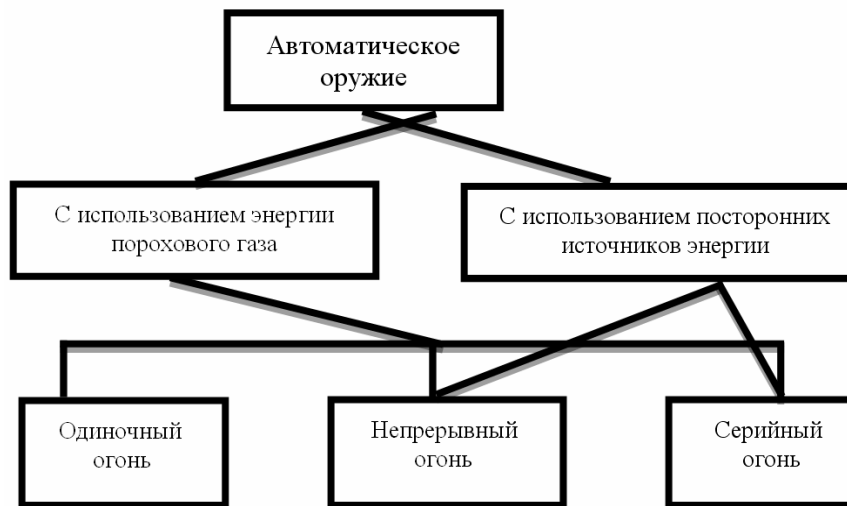 Автоматическое
оружие
С использованием энергии
порохового газа
С использованием посторонних
источников энергии
Одиночный
огонь
Непрерывный
огонь
Серийный
огонь